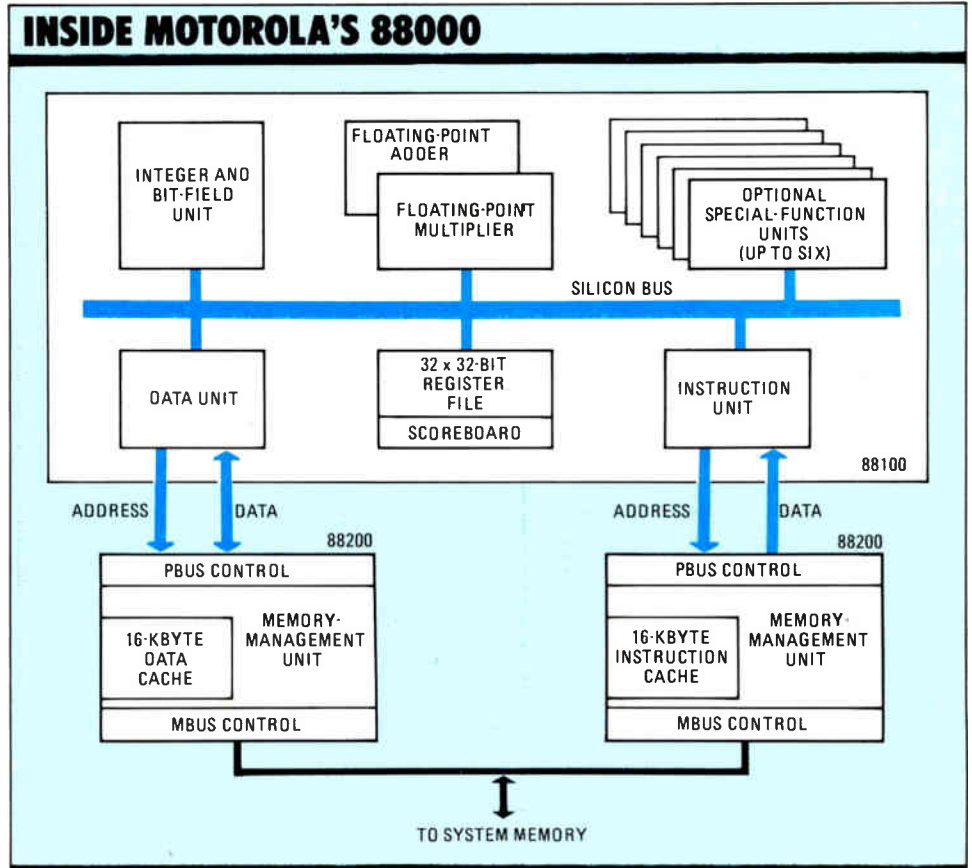 INSIDE MOTOROLA'S 88000
INTEGER AND
BIT-FIELD
UNIT
FLOATING-POINT
ADDER
FLOATING-POINT
MULTIPLIER
OPTIONAL
SPECIAL-FUNCTION
UNITS
(UP TO SIX)
SILICON BUS
DATA UNIT
32 x 32-BIT
REGISTER
FILE
SCOREBOARD
INSTRUCTION
UNIT
88100
ADDRESS
DATA
ADDRESS
DATA
88200
PBUS CONTROL
16-KBYTE
DATA
CACHE
MEMORY-
MANAGEMENT
UNIT
MBUS CONTROL
88200
PBUS CONTROL
16-KBYTE
INSTRUCTION
CACHE
MEMORY-
MANAGEMENT
UNIT
MBUS CONTROL
TO SYSTEM MEMORY